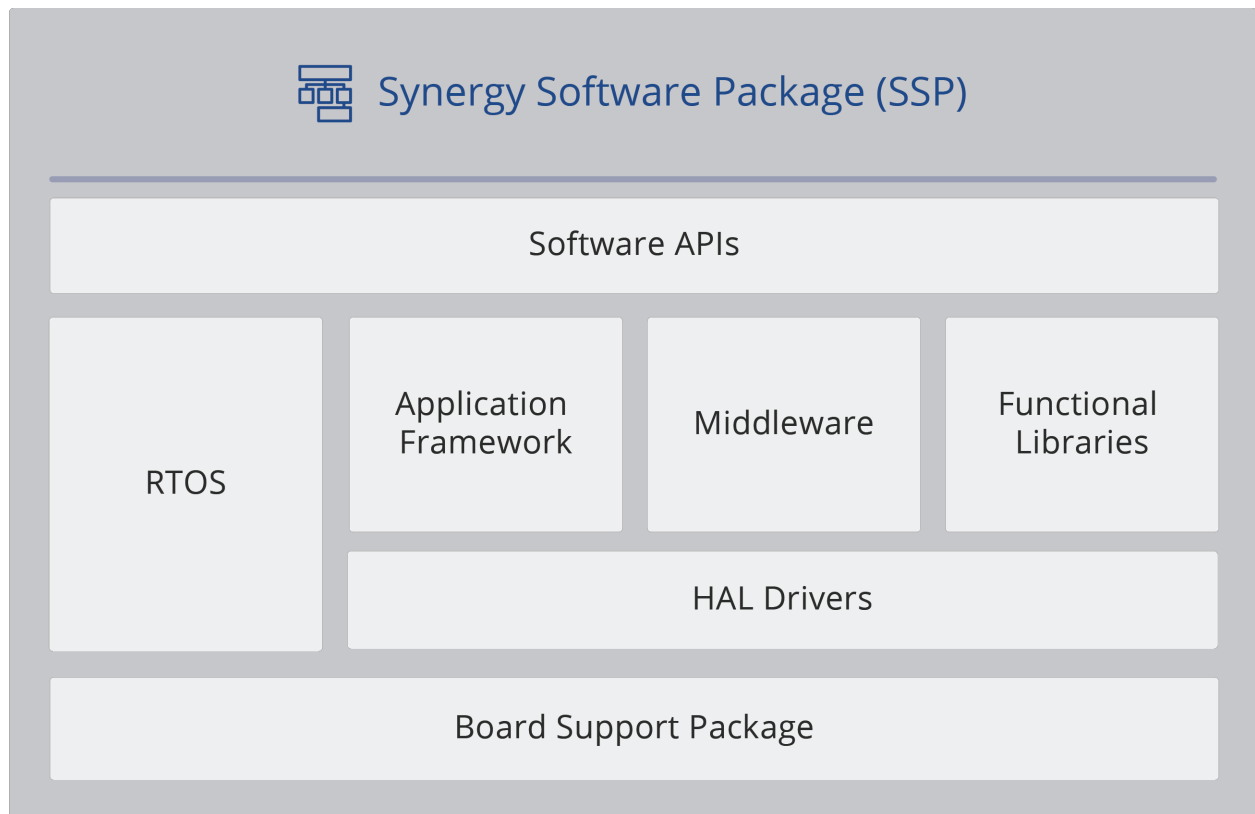 Synergy Software Package (SSP)
Software APIs
RTOS
Application
Framework
Middleware
Functional
Libraries
HAL Drivers
Board Support Package